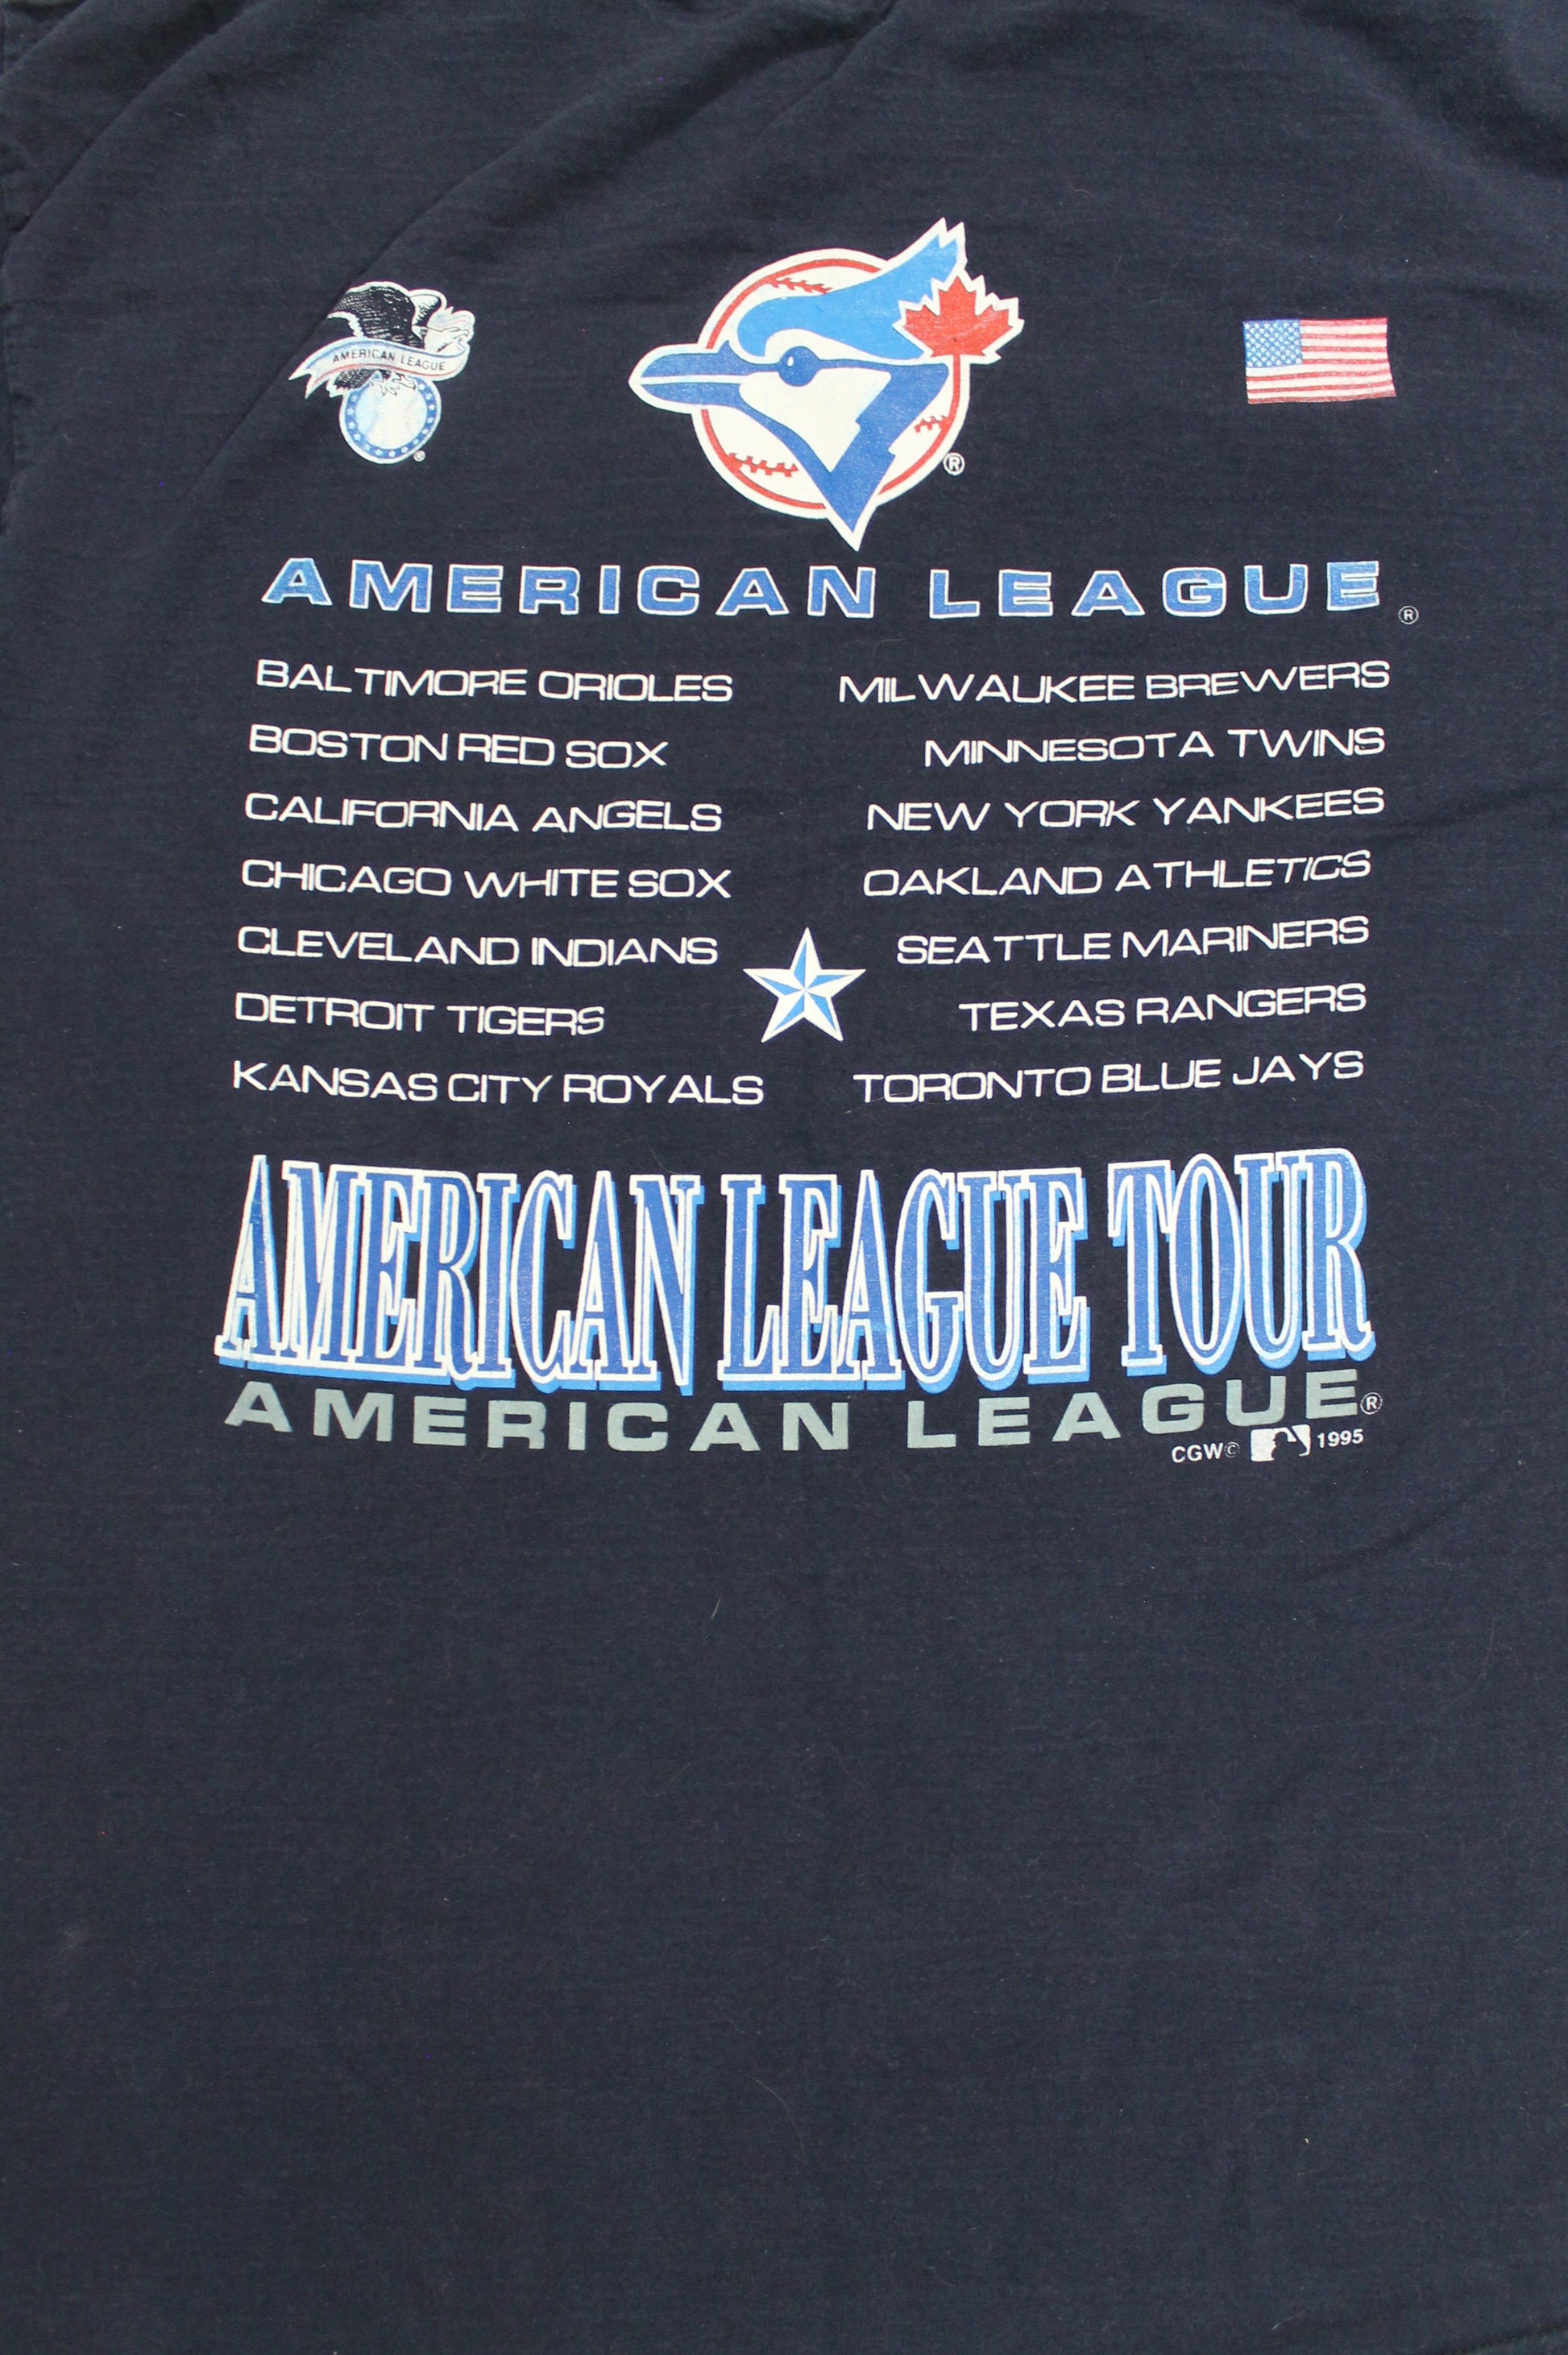 AMERICAN LEAGUE
®
®
AMERICAN LEAGUE®
BALTIMORE ORIOLES
BOSTON RED SOX
CALIFORNIA ANGELS
CHICAGO WHITE SOX
CLEVELAND INDIANS
DETROIT TIGERS
KANSAS CITY ROYALS
MILWAUKEE BREWERS
MINNESOTA TWINS
NEW YORK YANKEES
OAKLAND ATHLETICS
SEATTLE MARINERS
TEXAS RANGERS
TORONTO BLUE JAYS
AMERICAN LEAGUE TOUR
AMERICAN LEAGUE®
CGW© 1995